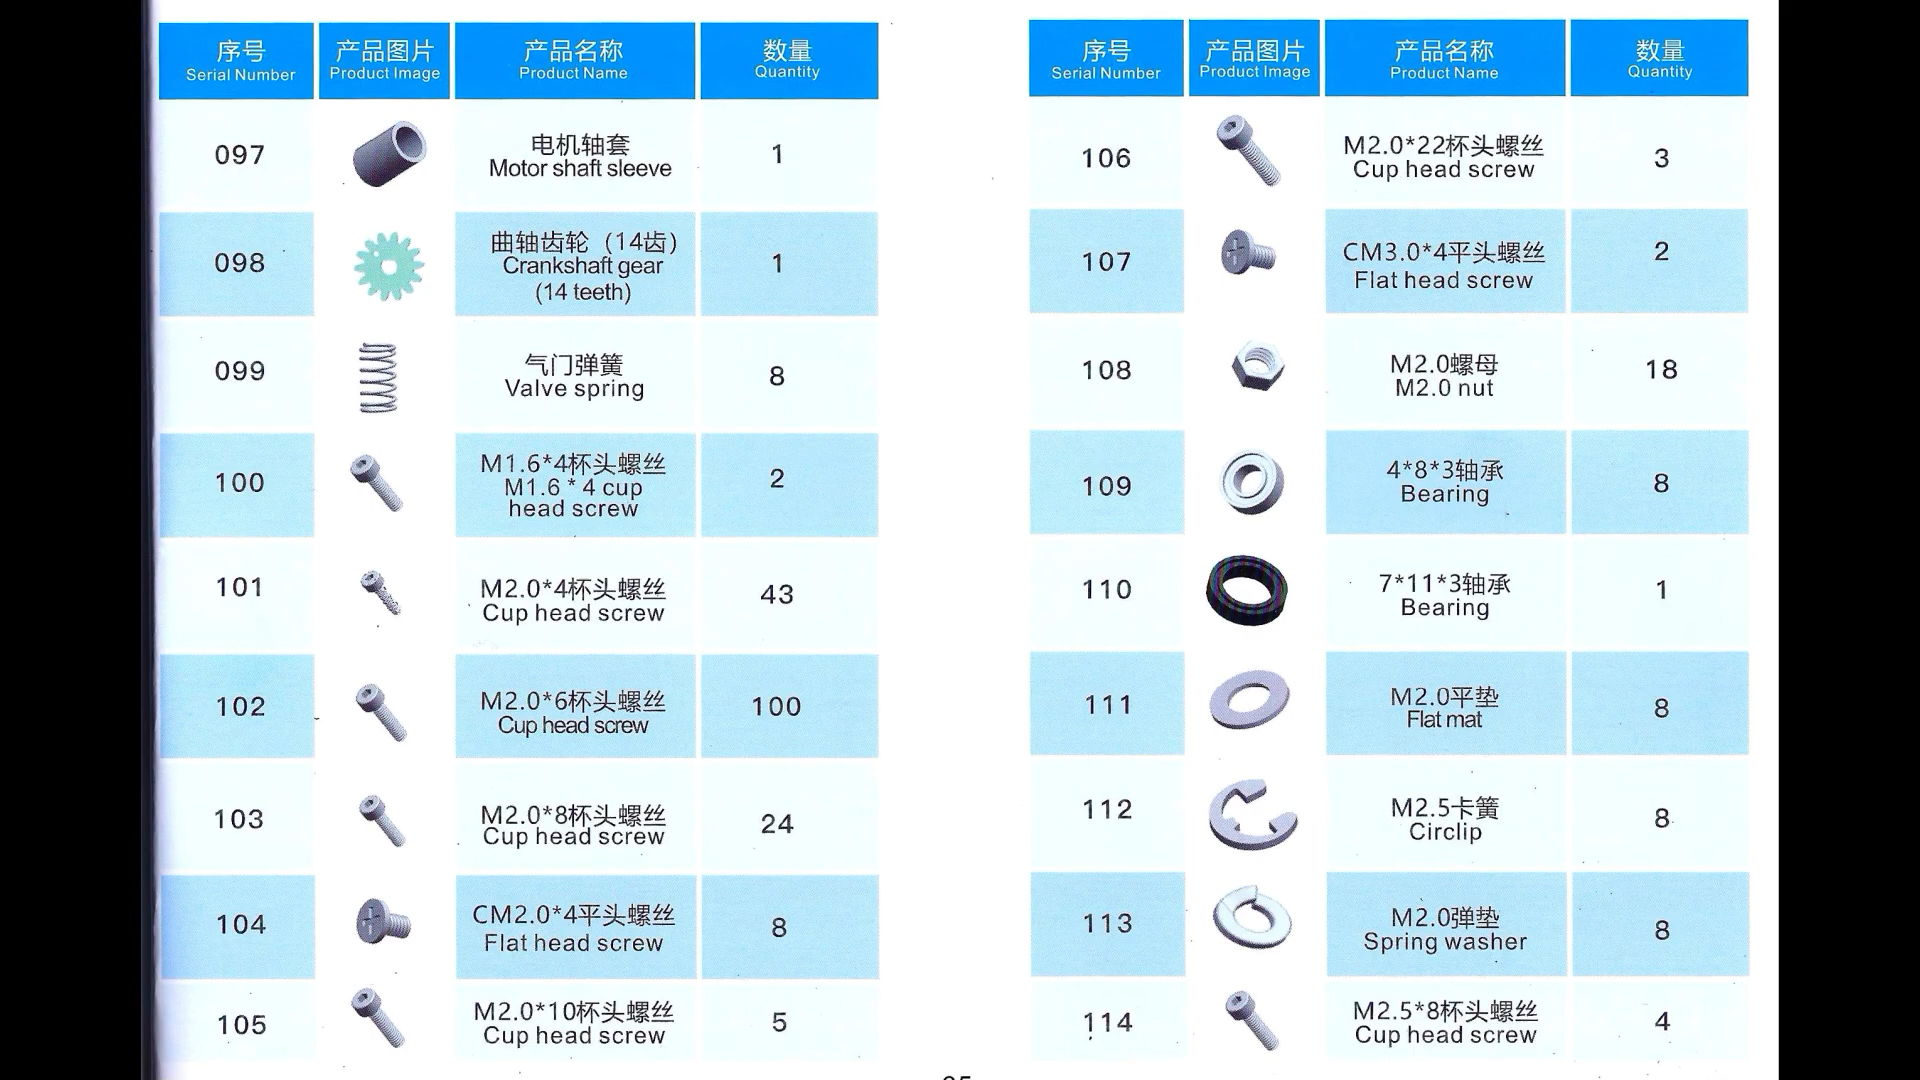 序号 产品图片 产品名称 数量
Serial Number Product Image Product Name Quantity
097 电机轴套 1
Motor shaft sleeve
098 曲轴齿轮（14齿） 1
Crankshaft gear
(14 teeth)
099 气门弹簧 8
Valve spring
100 M1.6*4杯头螺丝 2
M1.6 * 4 cup
head screw
101 M2.0*4杯头螺丝 43
Cup head screw
102 M2.0*6杯头螺丝 100
Cup head screw
103 M2.0*8杯头螺丝 24
Cup head screw
104 CM2.0*4平头螺丝 8
Flat head screw
105 M2.0*10杯头螺丝 5
Cup head screw
序号 产品图片 产品名称 数量
Serial Number Product Image Product Name Quantity
106 M2.0*22杯头螺丝 3
Cup head screw
107 CM3.0*4平头螺丝 2
Flat head screw
108 M2.0螺母 18
M2.0 nut
109 4*8*3轴承 8
Bearing
110 7*11*3轴承 1
Bearing
111 M2.0平垫 8
Flat mat
112 M2.5卡簧 8
Circlip
113 M2.0弹垫 8
Spring washer
114 M2.5*8杯头螺丝 4
Cup head screw